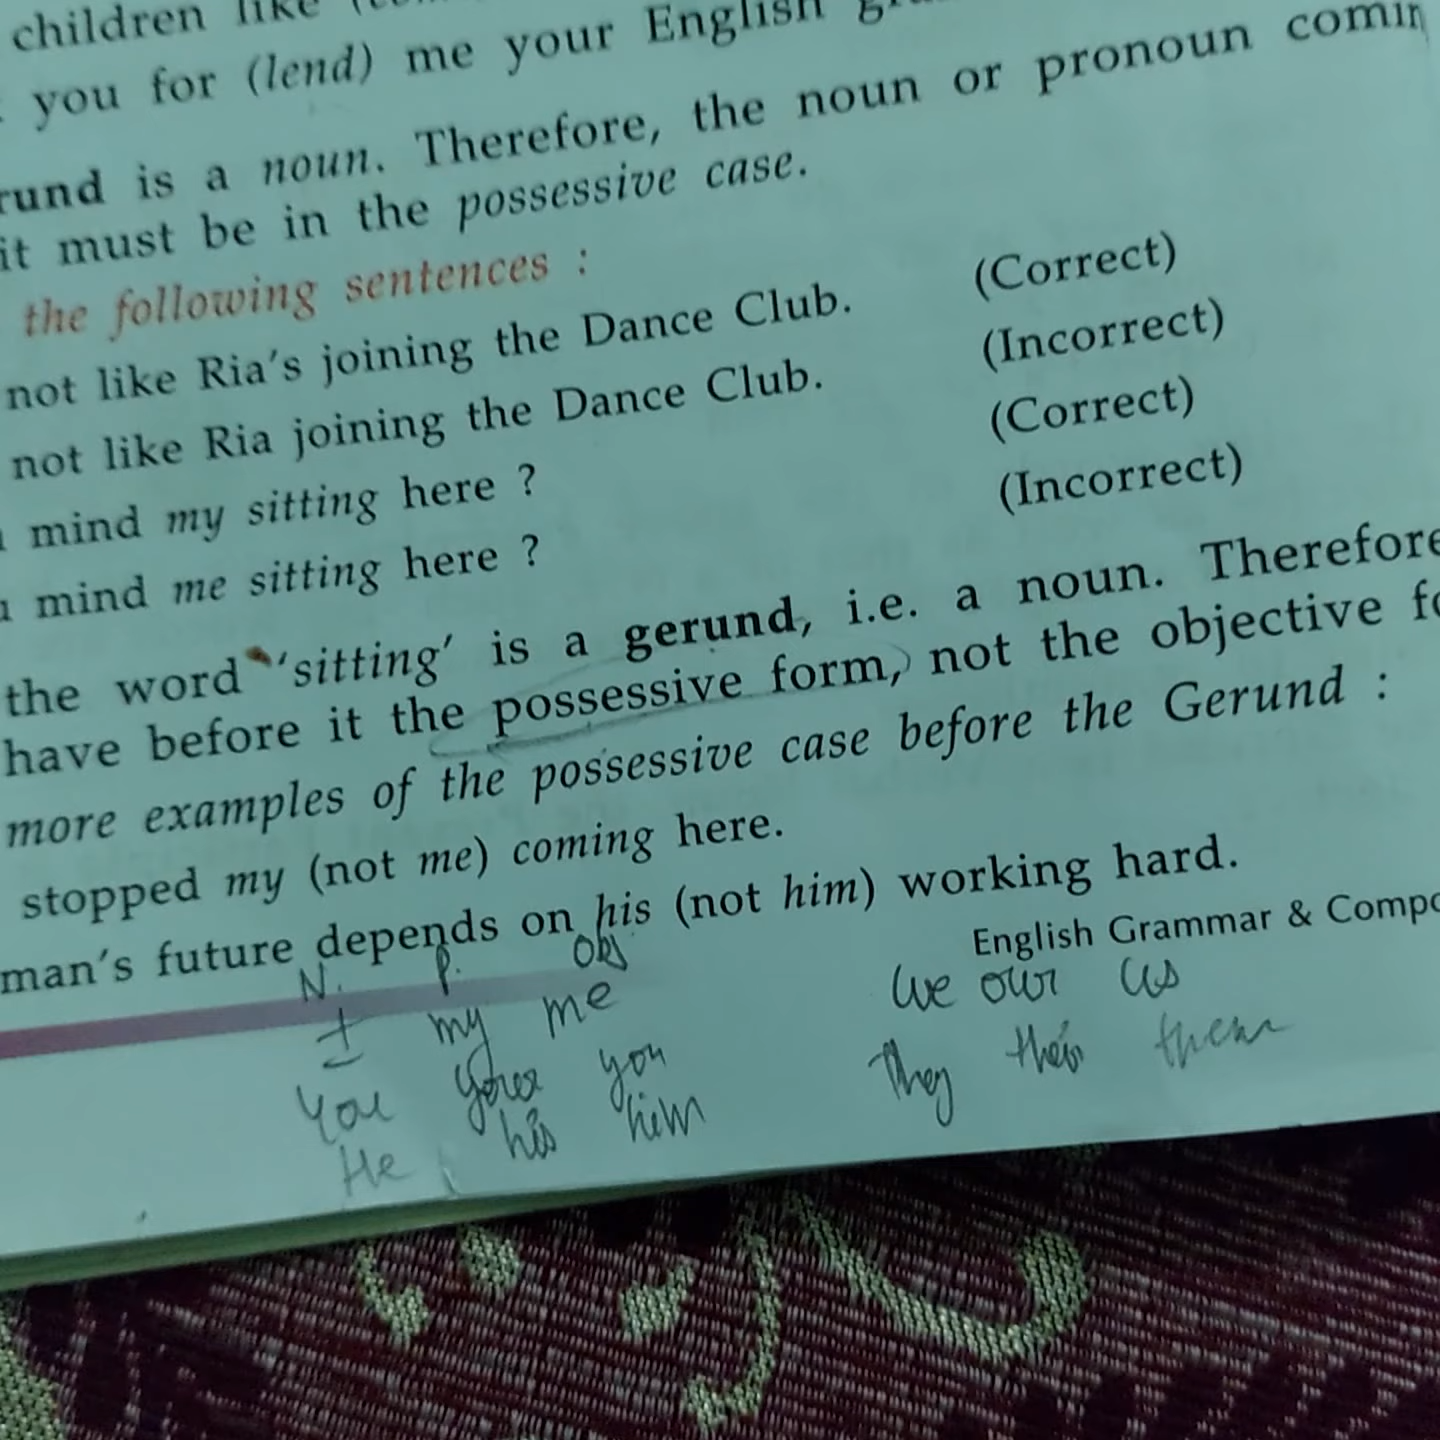 children like
you for (lend) me your English
rund is a noun. Therefore, the noun or pronoun comin
it must be in the possessive case.
the following sentences :
not like Ria's joining the Dance Club. (Correct)
not like Ria joining the Dance Club. (Incorrect)
mind my sitting here ? (Correct)
mind me sitting here ? (Incorrect)
the word 'sitting' is a gerund, i.e. a noun. Therefore
have before it the possessive form, not the objective fo
more examples of the possessive case before the Gerund :
stopped my (not me) coming here.
man's future depends on his (not him) working hard.
English Grammar & Compo
N. P. Obj
I my me
You your you
He his him
We our us
They their them